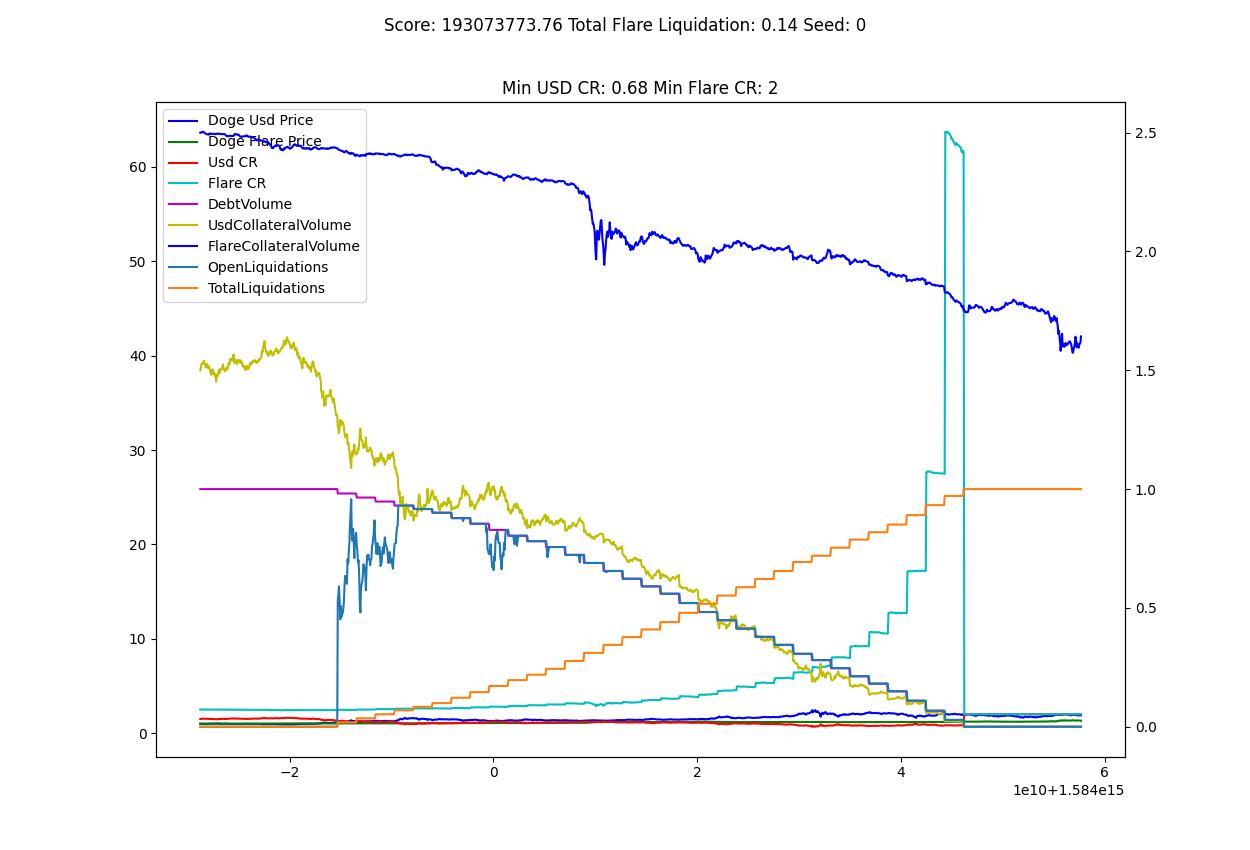 Score: 193073773.76 Total Flare Liquidation: 0.14 Seed: 0
Min USD CR: 0.68 Min Flare CR: 2
Doge Usd Price
Doge Flare Price
Usd CR
Flare CR
DebtVolume
UsdCollateralVolume
FlareCollateralVolume
OpenLiquidations
TotalLiquidations
60
50
40
30
20
10
0
2.5
2.0
1.5
1.0
0.5
0.0
−2 0 2 4 6
1e10+1.584e15